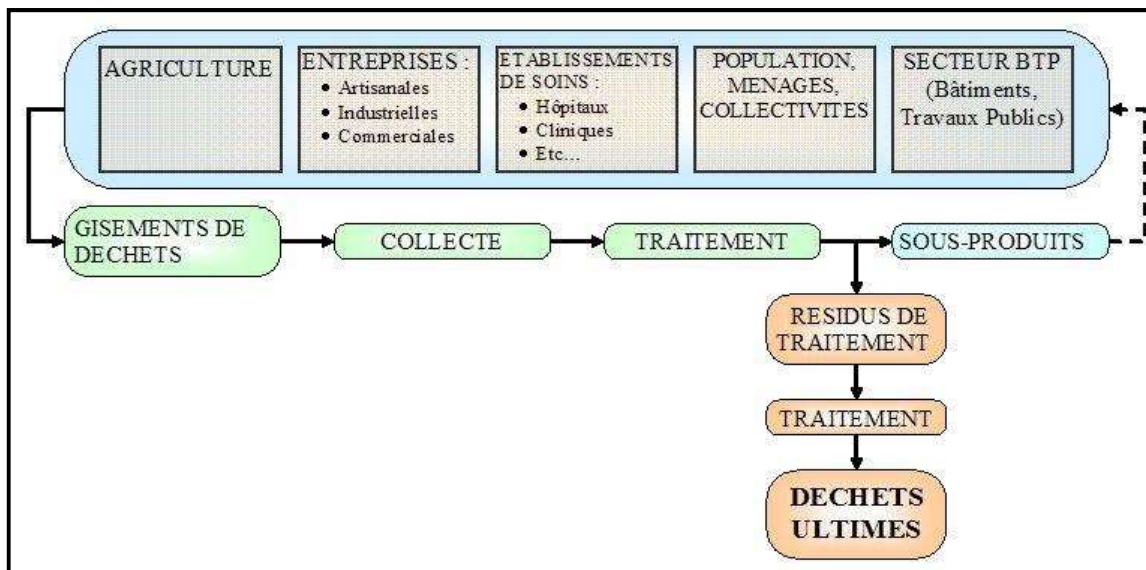 AGRICULTURE
ENTREPRISES :
• Artisanales
• Industrielles
• Commerciales
ETABLISSEMENTS
DE SOINS :
• Hôpitaux
• Cliniques
• Etc...
POPULATION,
MENAGES,
COLLECTIVITES
SECTEUR BTP
(Bâtiments,
Travaux Publics)
GISEMENTS DE
DECHETS
COLLECTE
TRAITEMENT
SOUS-PRODUITS
RESIDUS DE
TRAITEMENT
TRAITEMENT
DECHETS
ULTIMES